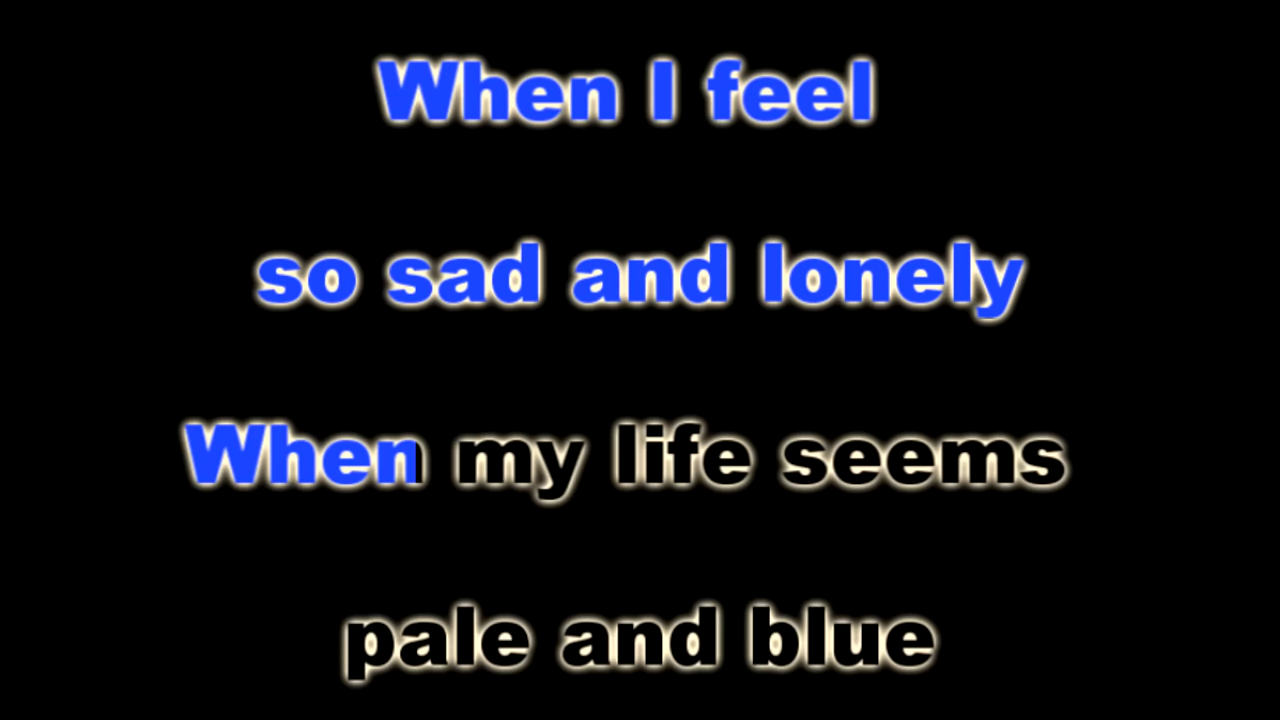 When I feel
so sad and lonely
When my life seems
pale and blue